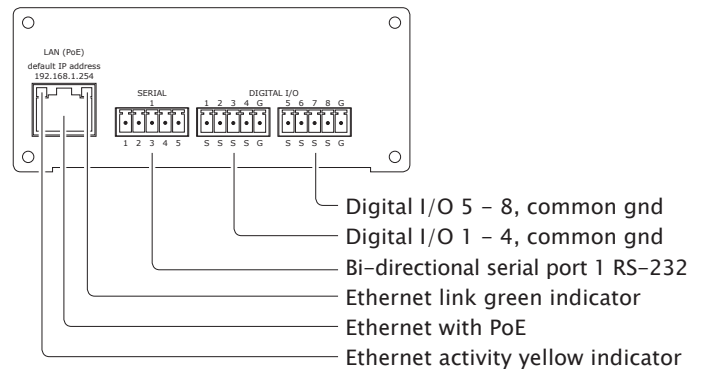 LAN (PoE)
default IP address
192.168.1.254
SERIAL
1
1 2 3 4 5
DIGITAL I/O
1 2 3 4 G
S S S S G
5 6 7 8 G
S S S S G
Digital I/O 5 – 8, common gnd
Digital I/O 1 – 4, common gnd
Bi–directional serial port 1 RS–232
Ethernet link green indicator
Ethernet with PoE
Ethernet activity yellow indicator